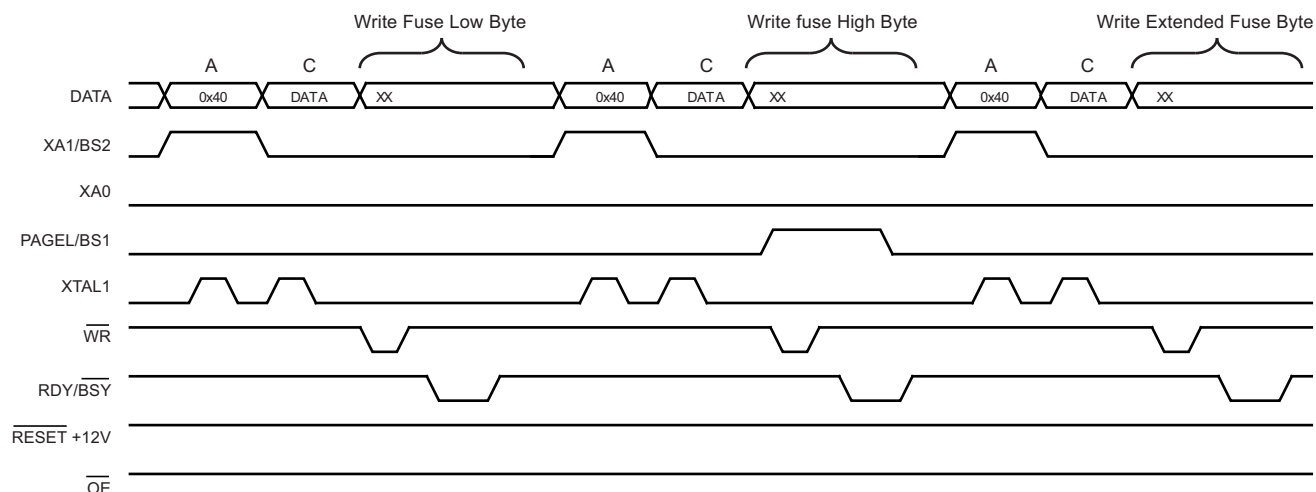 Write Fuse Low Byte Write fuse High Byte Write Extended Fuse Byte
A C A C A C
DATA 0x40 DATA XX 0x40 DATA XX 0x40 DATA XX
XA1/BS2
XA0
PAGEL/BS1
XTAL1
WR
RDY/BSY
RESET +12V
OE